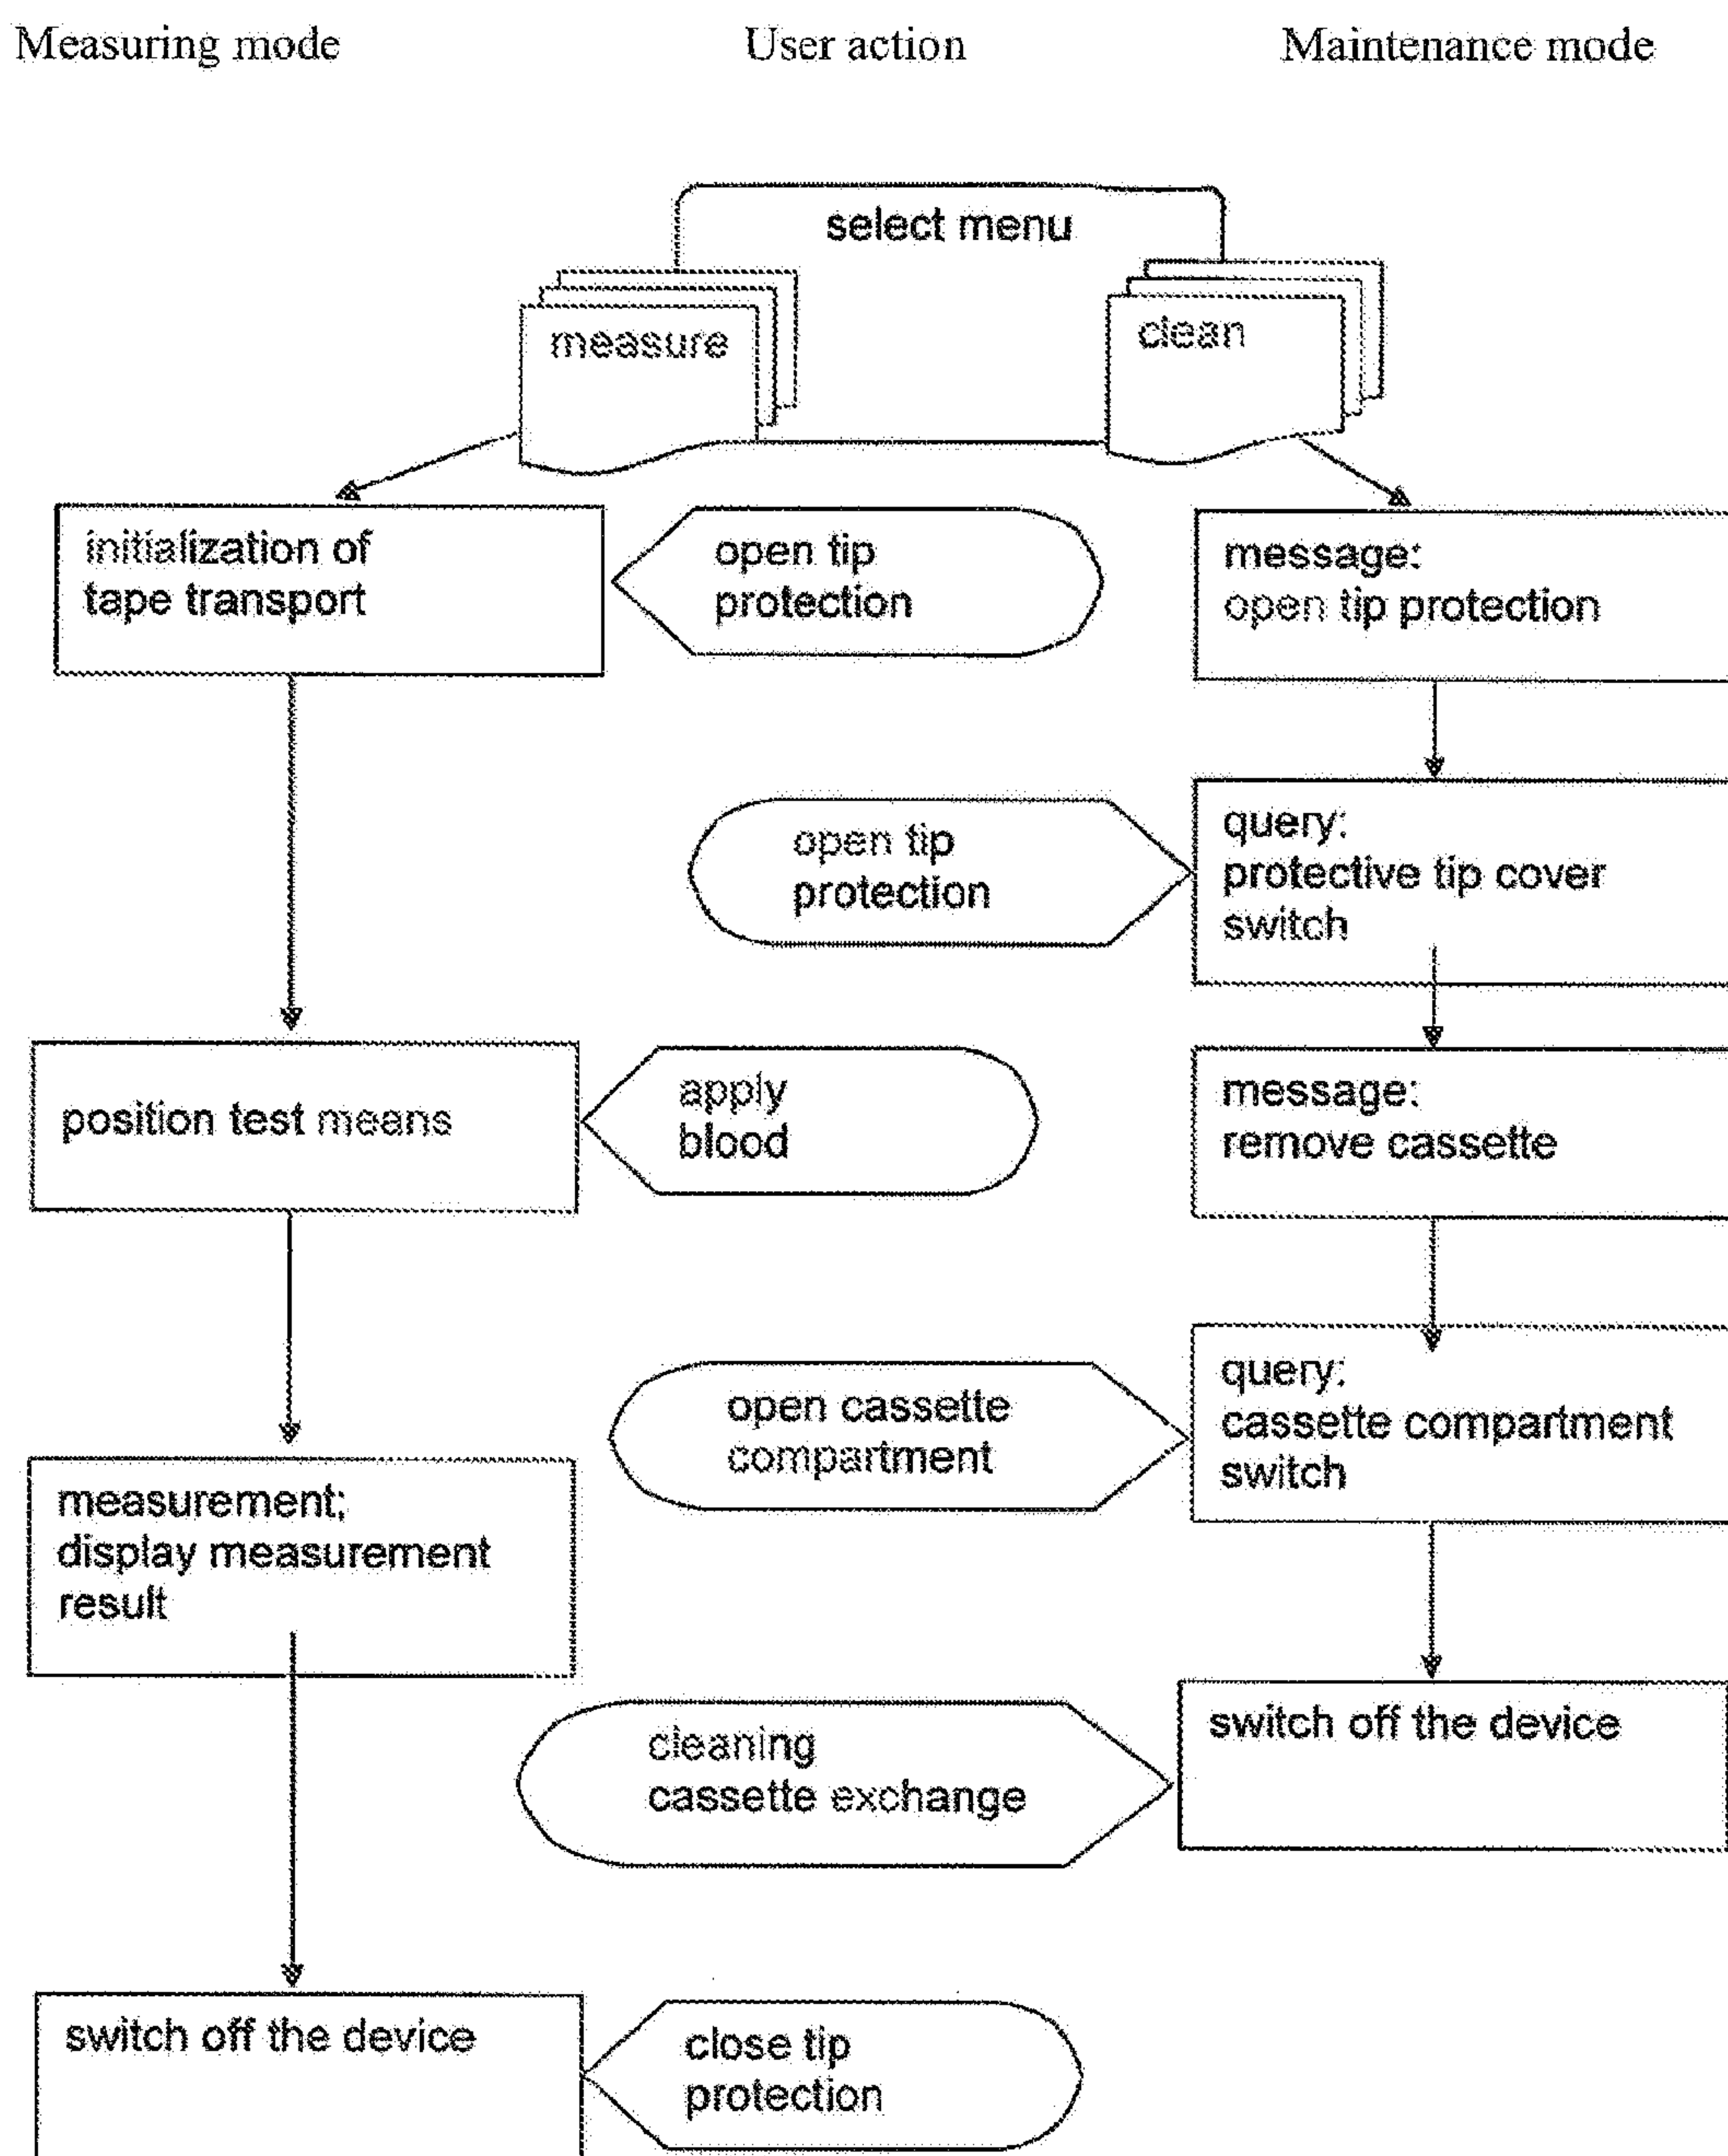 Measuring mode
User action
Maintenance mode
select menu
measure
clean
initialization of
tape transport
open tip
protection
message:
open tip protection
open tip
protection
query:
protective tip cover
switch
position test means
apply
blood
message:
remove cassette
open cassette
compartment
query:
cassette compartment
switch
measurement;
display measurement
result
cleaning
cassette exchange
switch off the device
switch off the device
close tip
protection